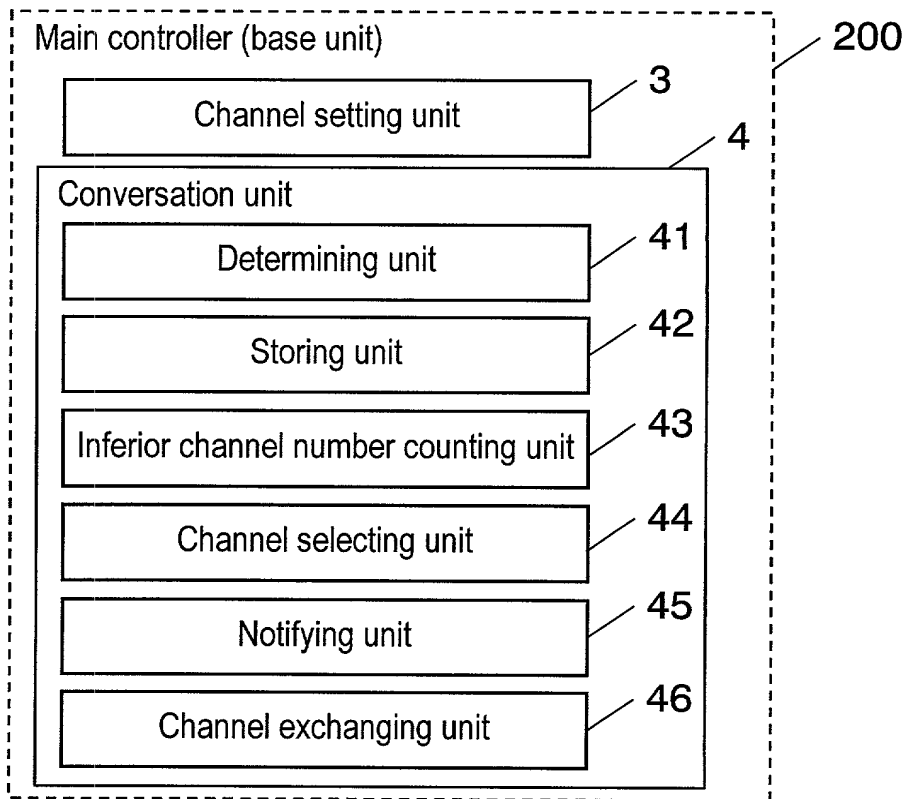 Main controller (base unit)
200
3
Channel setting unit
4
Conversation unit
41
Determining unit
42
Storing unit
43
Inferior channel number counting unit
44
Channel selecting unit
45
Notifying unit
46
Channel exchanging unit